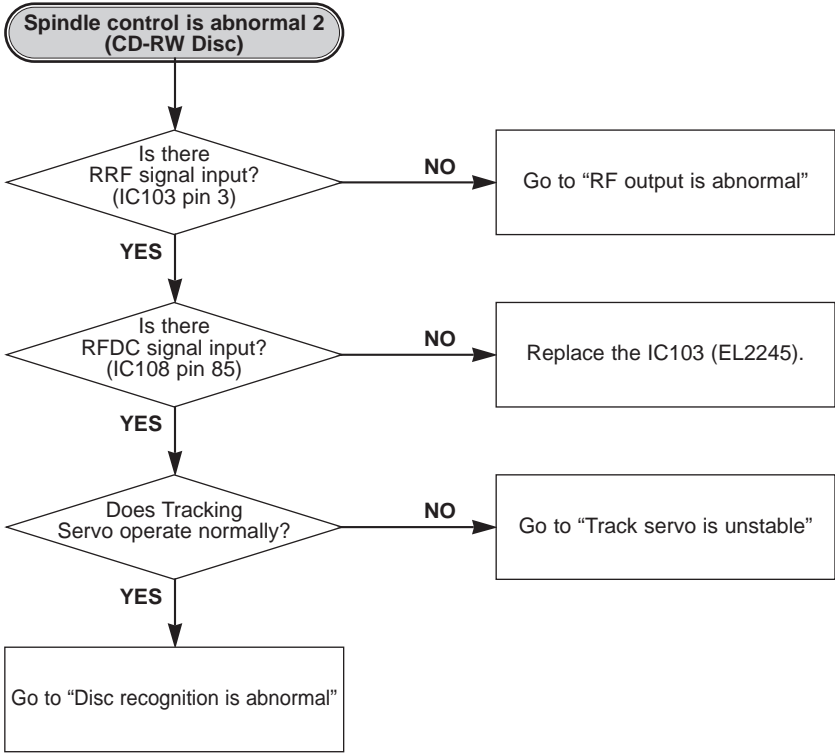 Spindle control is abnormal 2
(CD-RW Disc)
Is there
RRF signal input?
(IC103 pin 3)
NO
Go to “RF output is abnormal”
YES
Is there
RFDC signal input?
(IC108 pin 85)
NO
Replace the IC103 (EL2245).
YES
Does Tracking
Servo operate normally?
NO
Go to “Track servo is unstable”
YES
Go to “Disc recognition is abnormal”